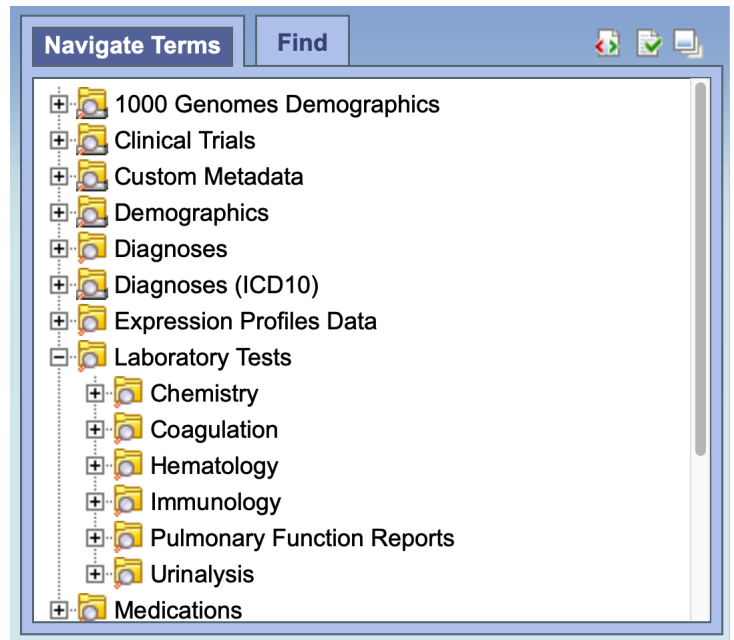 Navigate Terms
Find
1000 Genomes Demographics
Clinical Trials
Custom Metadata
Demographics
Diagnoses
Diagnoses (ICD10)
Expression Profiles Data
Laboratory Tests
Chemistry
Coagulation
Hematology
Immunology
Pulmonary Function Reports
Urinalysis
Medications